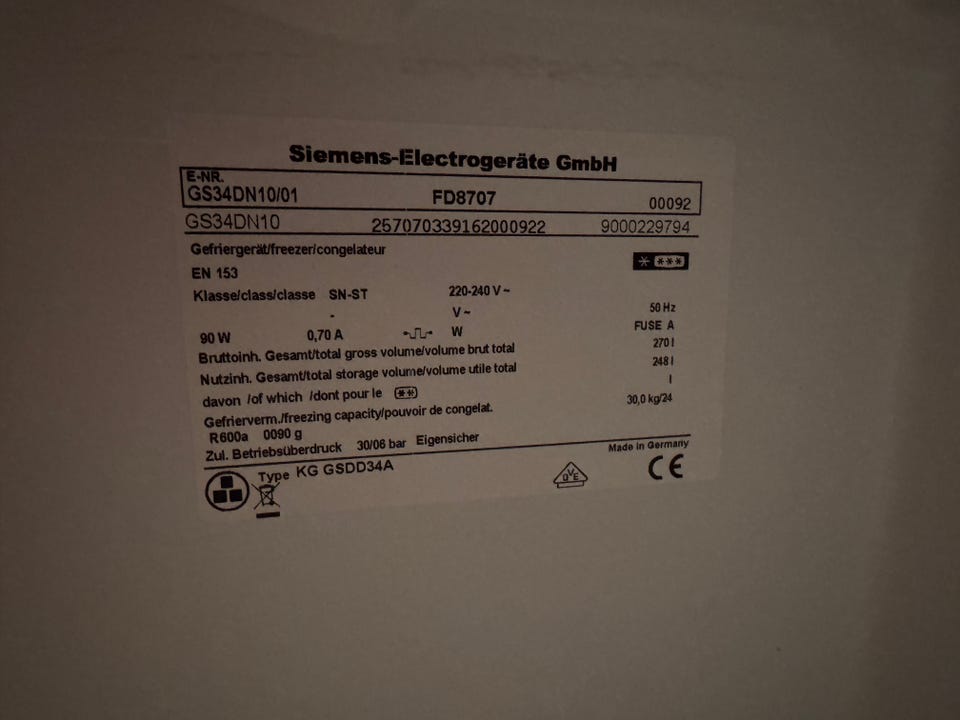 Siemens-Electrogeräte GmbH
E-NR.
GS34DN10/01 FD8707 00092
GS34DN10 257070339162000922 9000229794
Gefriergerät/freezer/congelateur
EN 153
Klasse/class/classe SN-ST 220-240 V ~
- V ~ 50 Hz
90 W 0,70 A W FUSE A
Bruttoinh. Gesamt/total gross volume/volume brut total 270 l
Nutzinh. Gesamt/total storage volume/volume utile total 248 l
davon /of which /dont pour le l
Gefrierverm./freezing capacity/pouvoir de congelat. 30,0 kg/24
R600a 0090 g
Zul. Betriebsüberdruck 30/06 bar Eigensicher Made in Germany
Type KG GSDD34A DVE CE